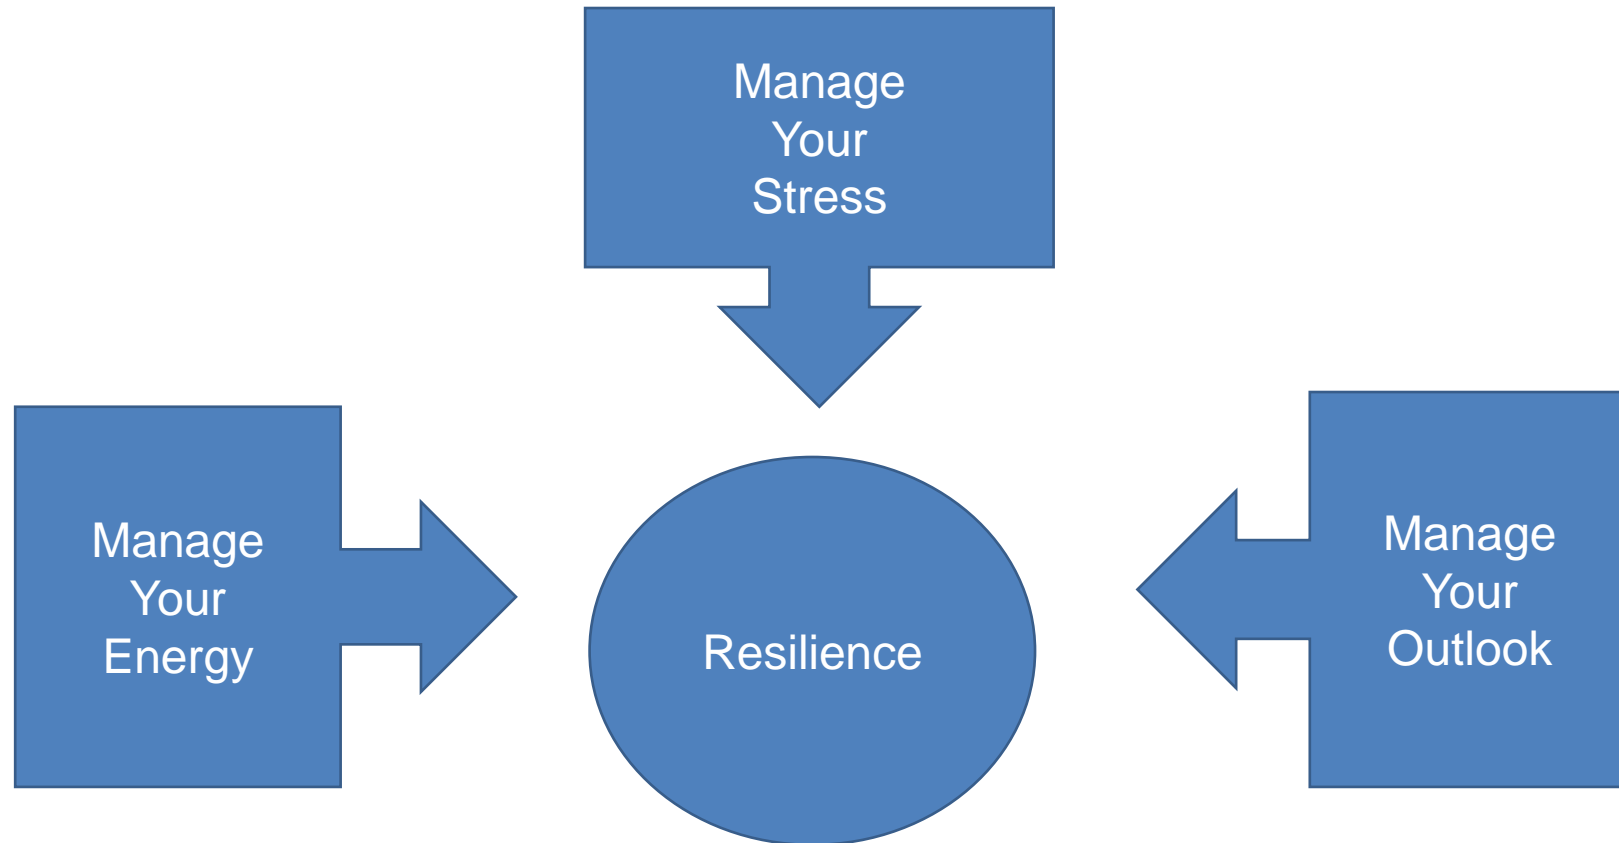 Manage
Your
Stress
Manage
Your
Energy
Resilience
Manage
Your
Outlook